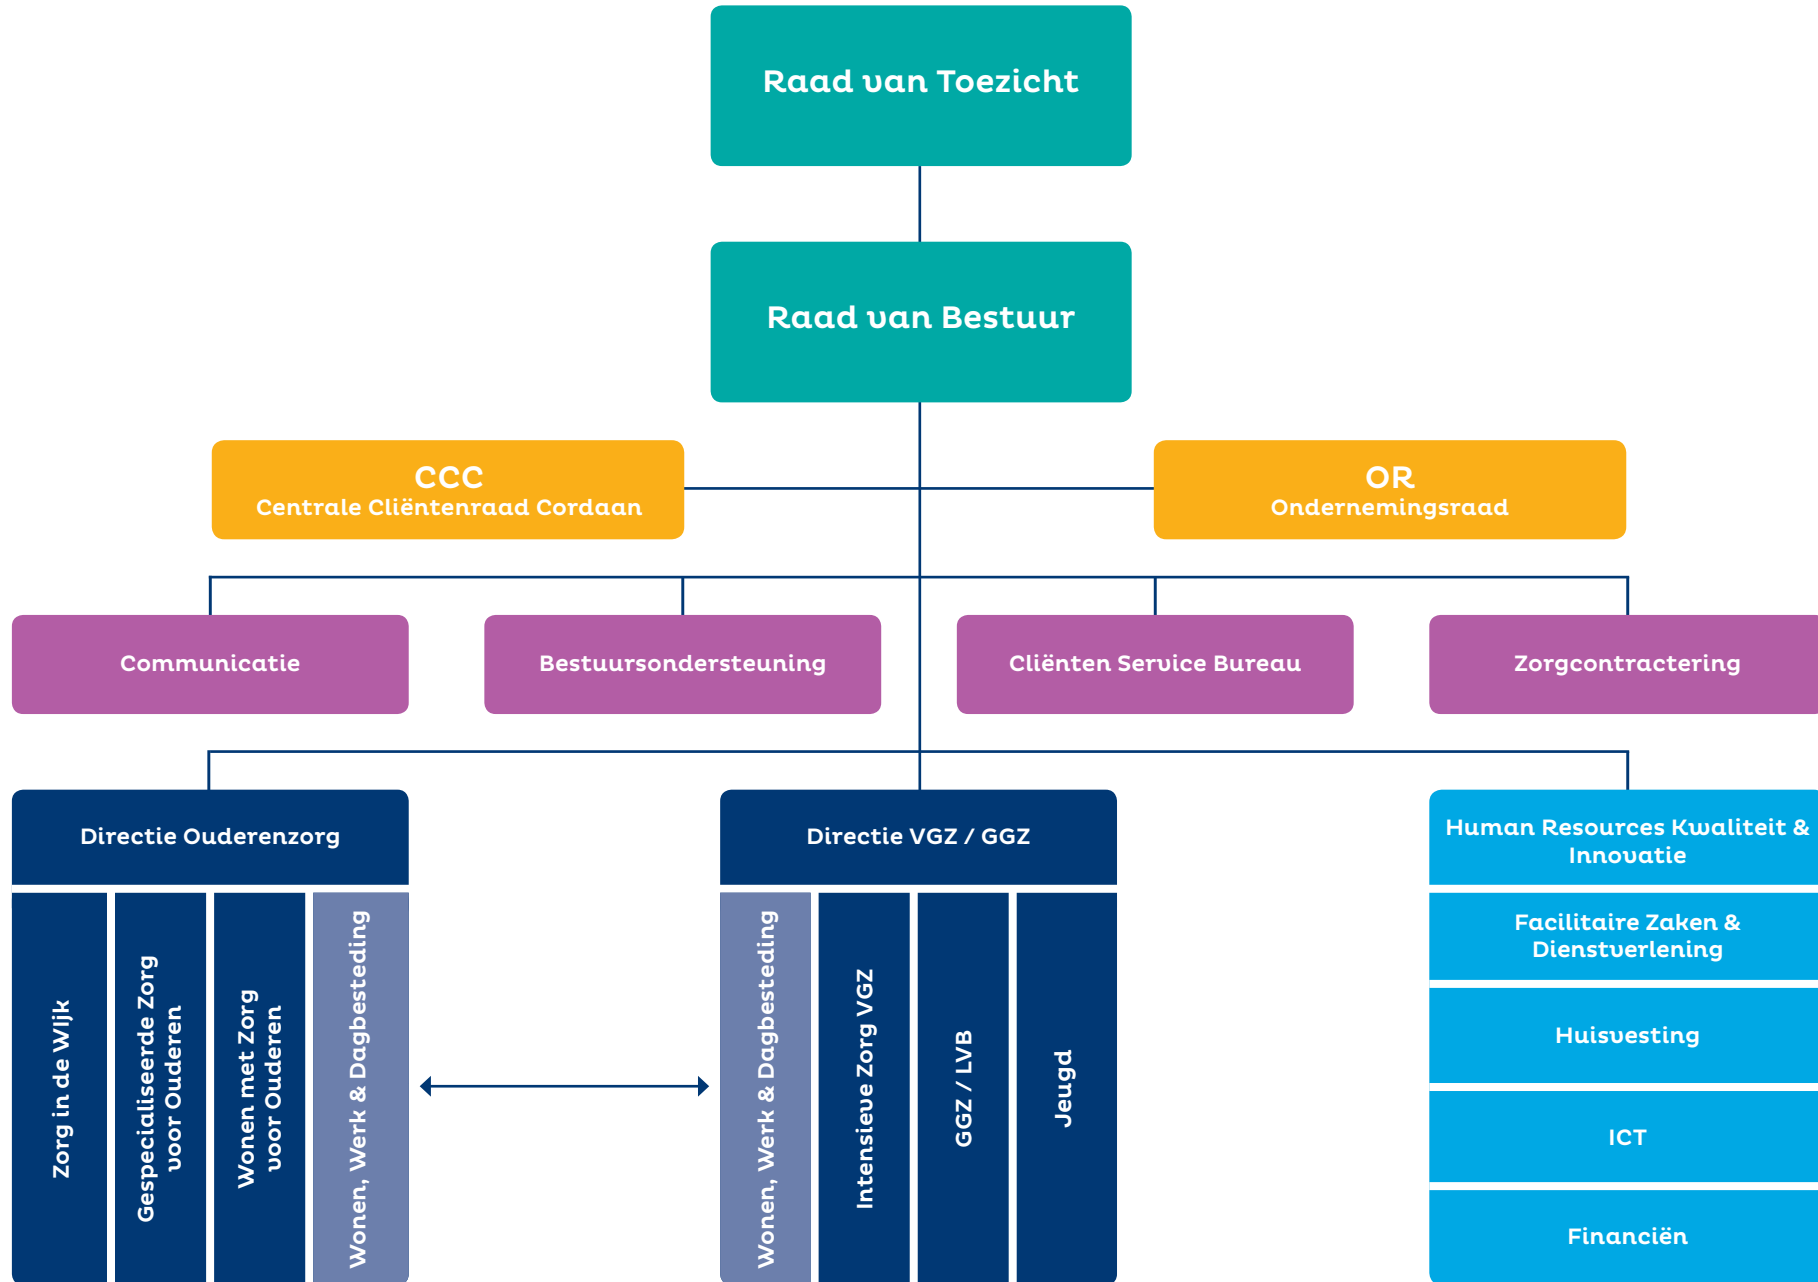 Raad van Toezicht
Raad van Bestuur
CCC
Centrale Cliëntenraad Cordaan
OR
Ondernemingsraad
Communicatie
Bestuursondersteuning
Cliënten Service Bureau
Zorgcontractering
Directie Ouderenzorg
Zorg in de Wijk
Gespecialiseerde Zorg
voor Ouderen
Wonen met Zorg
voor Ouderen
Wonen, Werk & Dagbesteding
Directie VGZ / GGZ
Wonen, Werk & Dagbesteding
Intensieve Zorg VGZ
GGZ / LVB
Jeugd
Human Resources Kwaliteit &
Innovatie
Facilitaire Zaken &
Dienstverlening
Huisvesting
ICT
Financiën